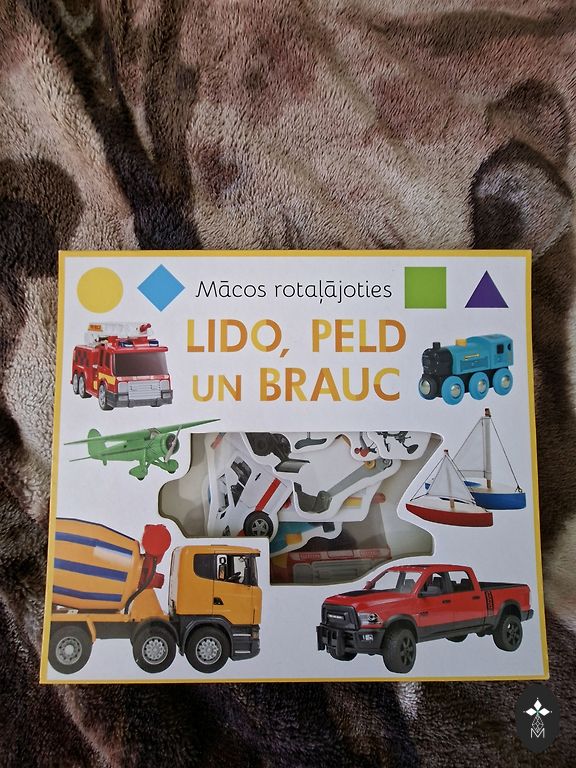 Mācos rotaļājoties
LIDO, PELD
UN BRAUC